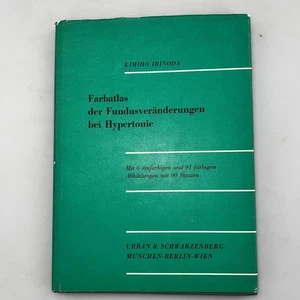 KIMIHO IRINODA
Farbatlas
der Fundusveränderungen
bei Hypertonie
Mit 6 einfarbigen und 91 farbigen
Abbildungen mit 90 Skizzen
URBAN & SCHWARZENBERG
MÜNCHEN-BERLIN-WIEN